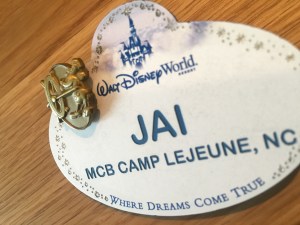 Walt Disney World
RESORT
JAI
MCB CAMP LEJEUNE, NC
WHERE DREAMS COME TRUE